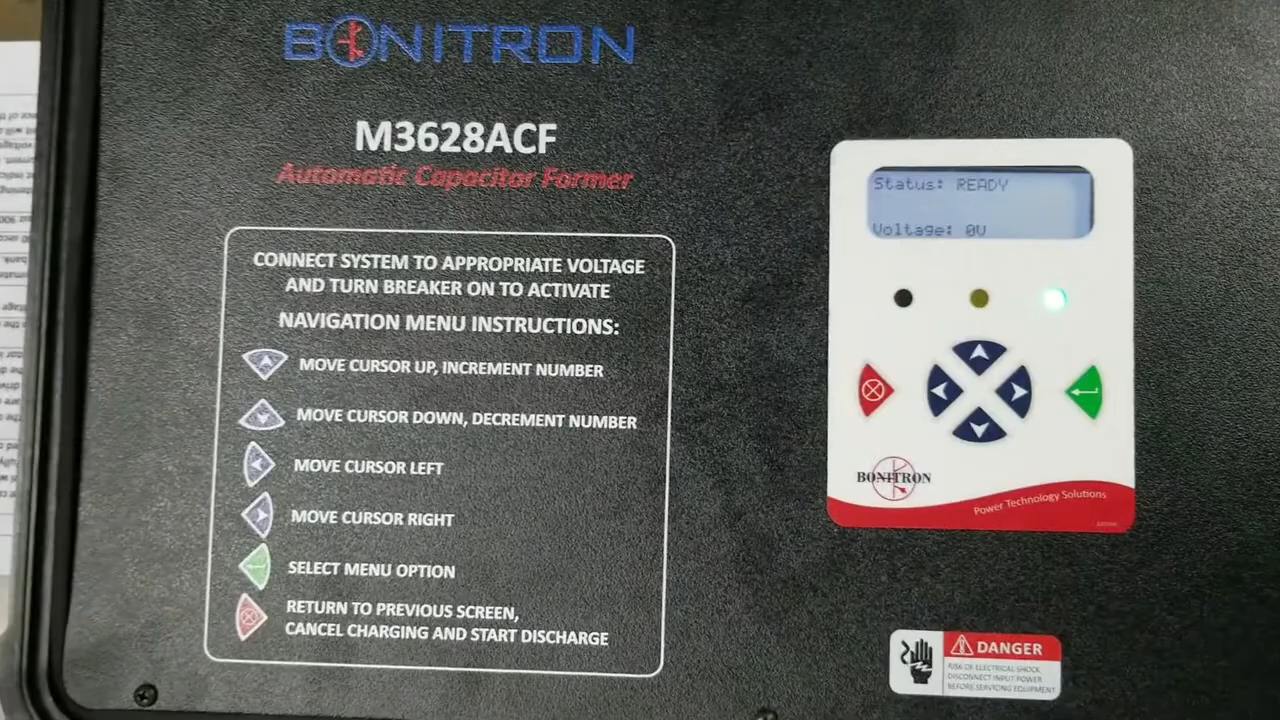 BONITRON
M3628ACF
Automatic Capacitor Former
CONNECT SYSTEM TO APPROPRIATE VOLTAGE
AND TURN BREAKER ON TO ACTIVATE
NAVIGATION MENU INSTRUCTIONS:
MOVE CURSOR UP, INCREMENT NUMBER
MOVE CURSOR DOWN, DECREMENT NUMBER
MOVE CURSOR LEFT
MOVE CURSOR RIGHT
SELECT MENU OPTION
RETURN TO PREVIOUS SCREEN,
CANCEL CHARGING AND START DISCHARGE
Status: READY
Voltage: 0V
BONITRON
Power Technology Solutions
DANGER
RISK OF ELECTRICAL SHOCK,
DISCONNECT INPUT POWER
BEFORE SERVICING EQUIPMENT